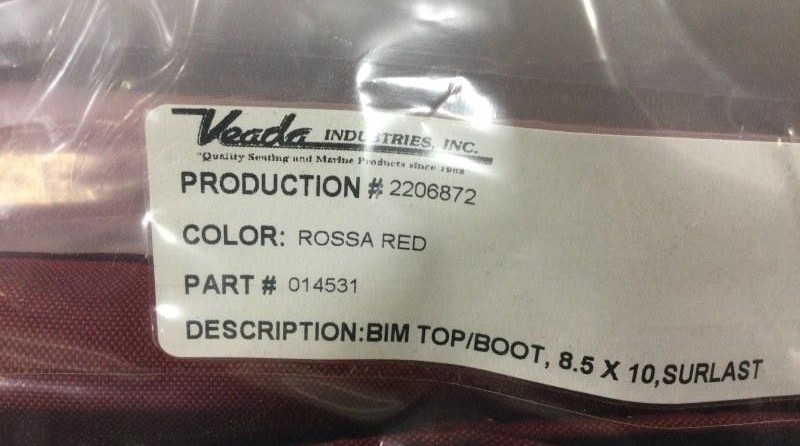 Veada INDUSTRIES, INC.
"Quality Seating and Marine Products since
PRODUCTION # 2206872
COLOR: ROSSA RED
PART # 014531
DESCRIPTION:BIM TOP/BOOT, 8.5 X 10,SURLAST